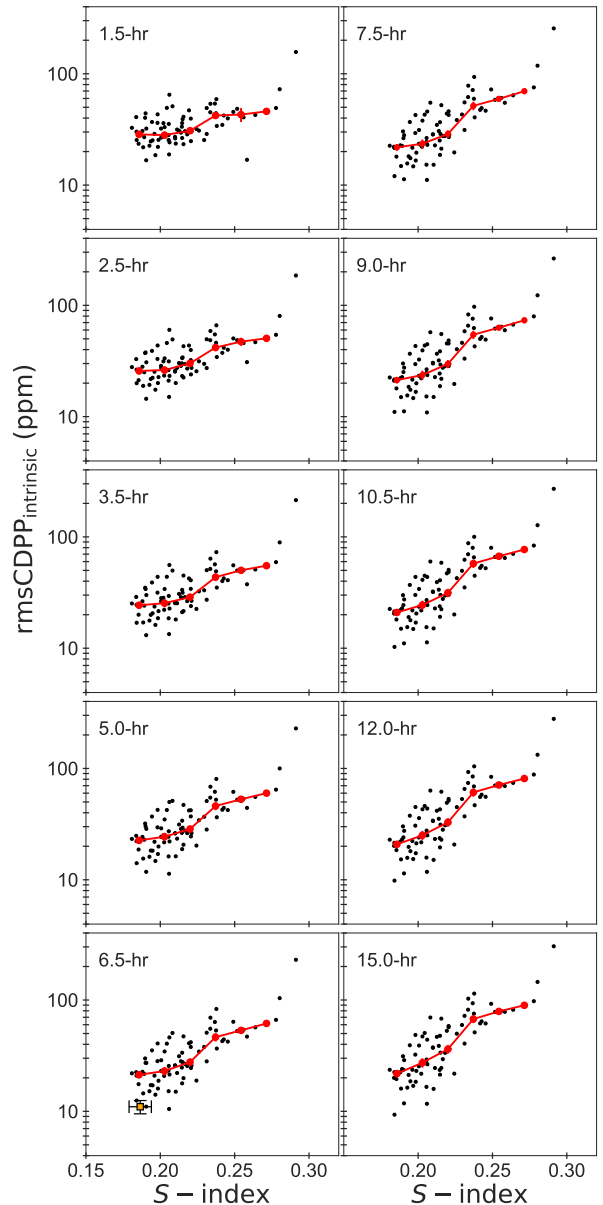 1.5-hr
7.5-hr
100
10
2.5-hr
9.0-hr
100
10
3.5-hr
10.5-hr
100
10
5.0-hr
12.0-hr
100
10
6.5-hr
15.0-hr
100
10
rmsCDPPintrinsic (ppm)
0.15 0.20 0.25 0.30 0.20 0.25 0.30
S − index S − index